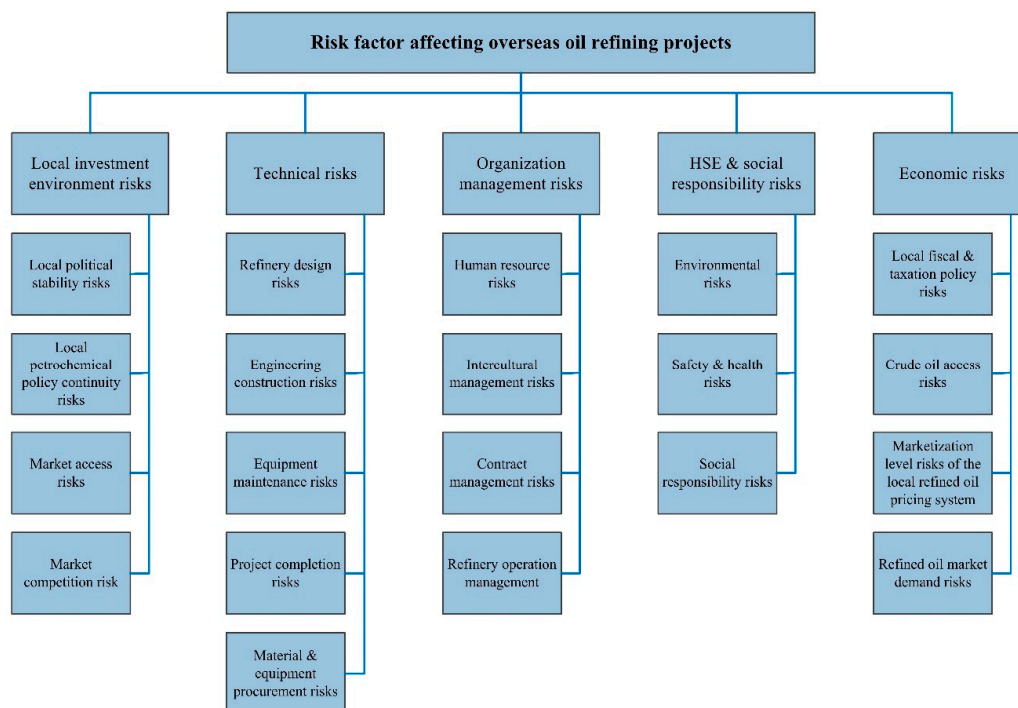 Risk factor affecting overseas oil refining projects
Local investment
environment risks
Technical risks
Organization
management risks
HSE & social
responsibility risks
Economic risks
Local political
stability risks
Local
petrochemical
policy continuity
risks
Market access
risks
Market
competition risk
Refinery design
risks
Engineering
construction risks
Equipment
maintenance risks
Project completion
risks
Material &
equipment
procurement risks
Human resource
risks
Intercultural
management risks
Contract
management risks
Refinery operation
management
Environmental
risks
Safety & health
risks
Social
responsibility risks
Local fiscal &
taxation policy
risks
Crude oil access
risks
Marketization
level risks of the
local refined oil
pricing system
Refined oil market
demand risks